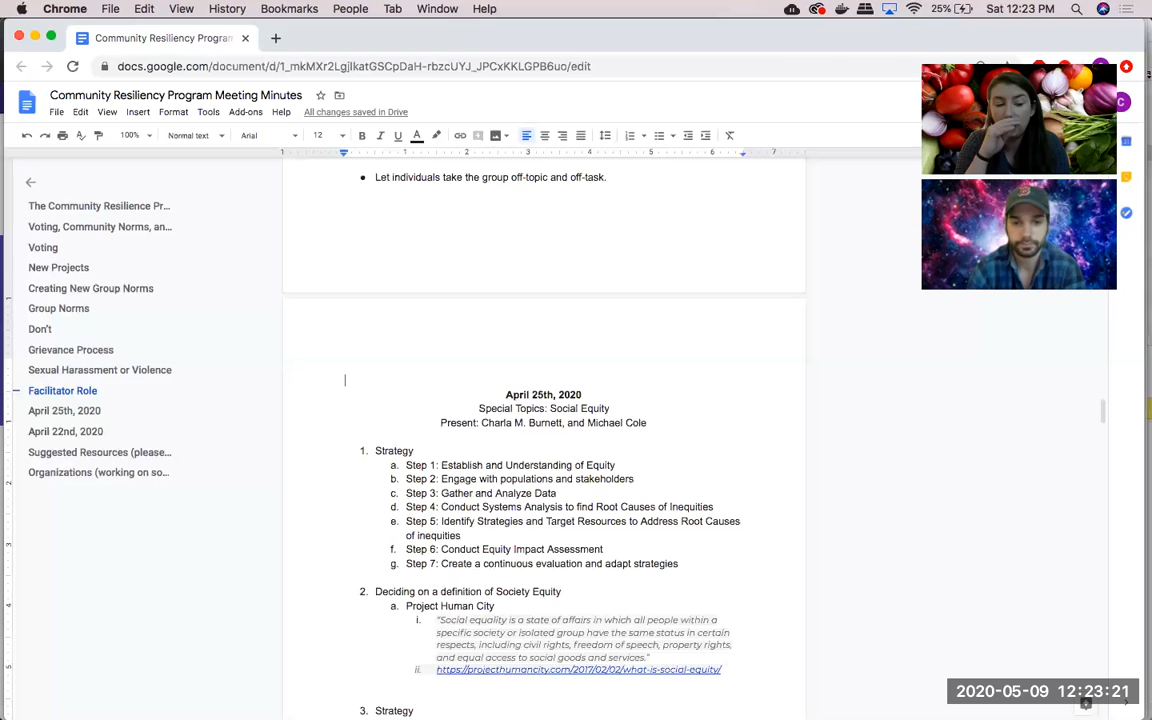 Chrome File Edit View History Bookmarks People Tab Window Help 25% Sat 12:23 PM
Community Resiliency Program
docs.google.com/document/d/1_mkMXr2LgjIkatGSCpDaH-rbzcUYJ_JPCxKKLGPB6uo/edit
Community Resiliency Program Meeting Minutes
File Edit View Insert Format Tools Add-ons Help All changes saved in Drive
100% Normal text Arial 12
1 1 2 3 4 5 6 7
Let individuals take the group off-topic and off-task.
The Community Resilience Pr...
Voting, Community Norms, an...
Voting
New Projects
Creating New Group Norms
Group Norms
Don't
Grievance Process
Sexual Harassment or Violence
Facilitator Role
April 25th, 2020
April 22nd, 2020
Suggested Resources (please...
Organizations (working on so...
April 25th, 2020
Special Topics: Social Equity
Present: Charla M. Burnett, and Michael Cole
1. Strategy
a. Step 1: Establish and Understanding of Equity
b. Step 2: Engage with populations and stakeholders
c. Step 3: Gather and Analyze Data
d. Step 4: Conduct Systems Analysis to find Root Causes of Inequities
e. Step 5: Identify Strategies and Target Resources to Address Root Causes
of inequities
f. Step 6: Conduct Equity Impact Assessment
g. Step 7: Create a continuous evaluation and adapt strategies
2. Deciding on a definition of Society Equity
a. Project Human City
i. "Social equality is a state of affairs in which all people within a
specific society or isolated group have the same status in certain
respects, including civil rights, freedom of speech, property rights,
and equal access to social goods and services."
ii. https://projecthumancity.com/2017/02/02/what-is-social-equity/
3. Strategy
C
2020-05-09 12:23:21